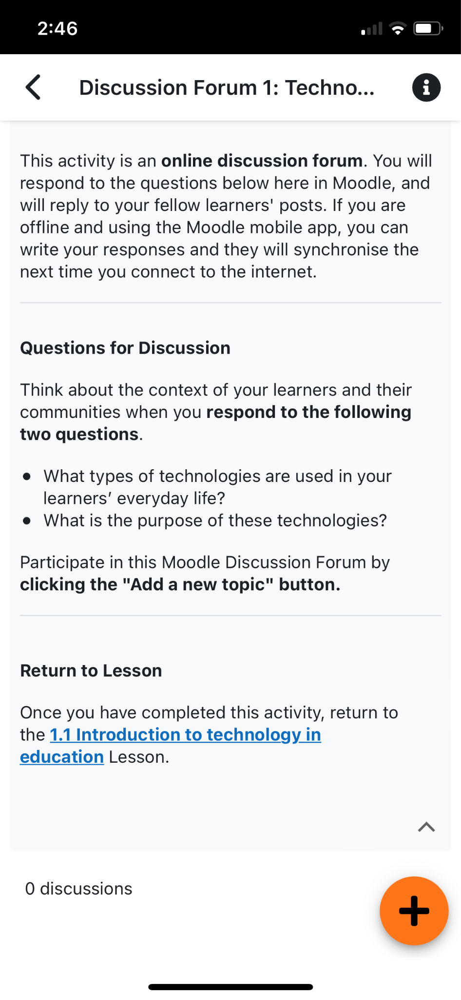 2:46
Discussion Forum 1: Techno...
This activity is an online discussion forum. You will
respond to the questions below here in Moodle, and
will reply to your fellow learners' posts. If you are
offline and using the Moodle mobile app, you can
write your responses and they will synchronise the
next time you connect to the internet.
Questions for Discussion
Think about the context of your learners and their
communities when you respond to the following
two questions.
• What types of technologies are used in your
learners’ everyday life?
• What is the purpose of these technologies?
Participate in this Moodle Discussion Forum by
clicking the "Add a new topic" button.
Return to Lesson
Once you have completed this activity, return to
the 1.1 Introduction to technology in
education Lesson.
0 discussions